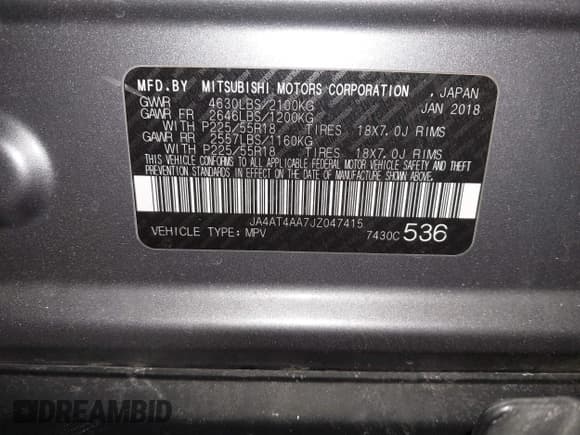 MFD.BY MITSUBISHI MOTORS CORPORATION , JAPAN
GVWR 4630LBS/2100KG JAN 2018
GAWR FR 2646LBS/1200KG
WITH P225/55R18 TIRES 18X7.0J RIMS
GAWR RR 2557LBS/1160KG
WITH P225/55R18 TIRES 18X7.0J RIMS
THIS VEHICLE CONFORMS TO ALL APPLICABLE FEDERAL MOTOR VEHICLE SAFETY AND THEFT
PREVENTION STANDARDS IN EFFECT ON THE DATE OF MANUFACTURE SHOWN ABOVE.
JA4AT4AA7JZ047415
VEHICLE TYPE: MPV 7430C 536
DREAMBID